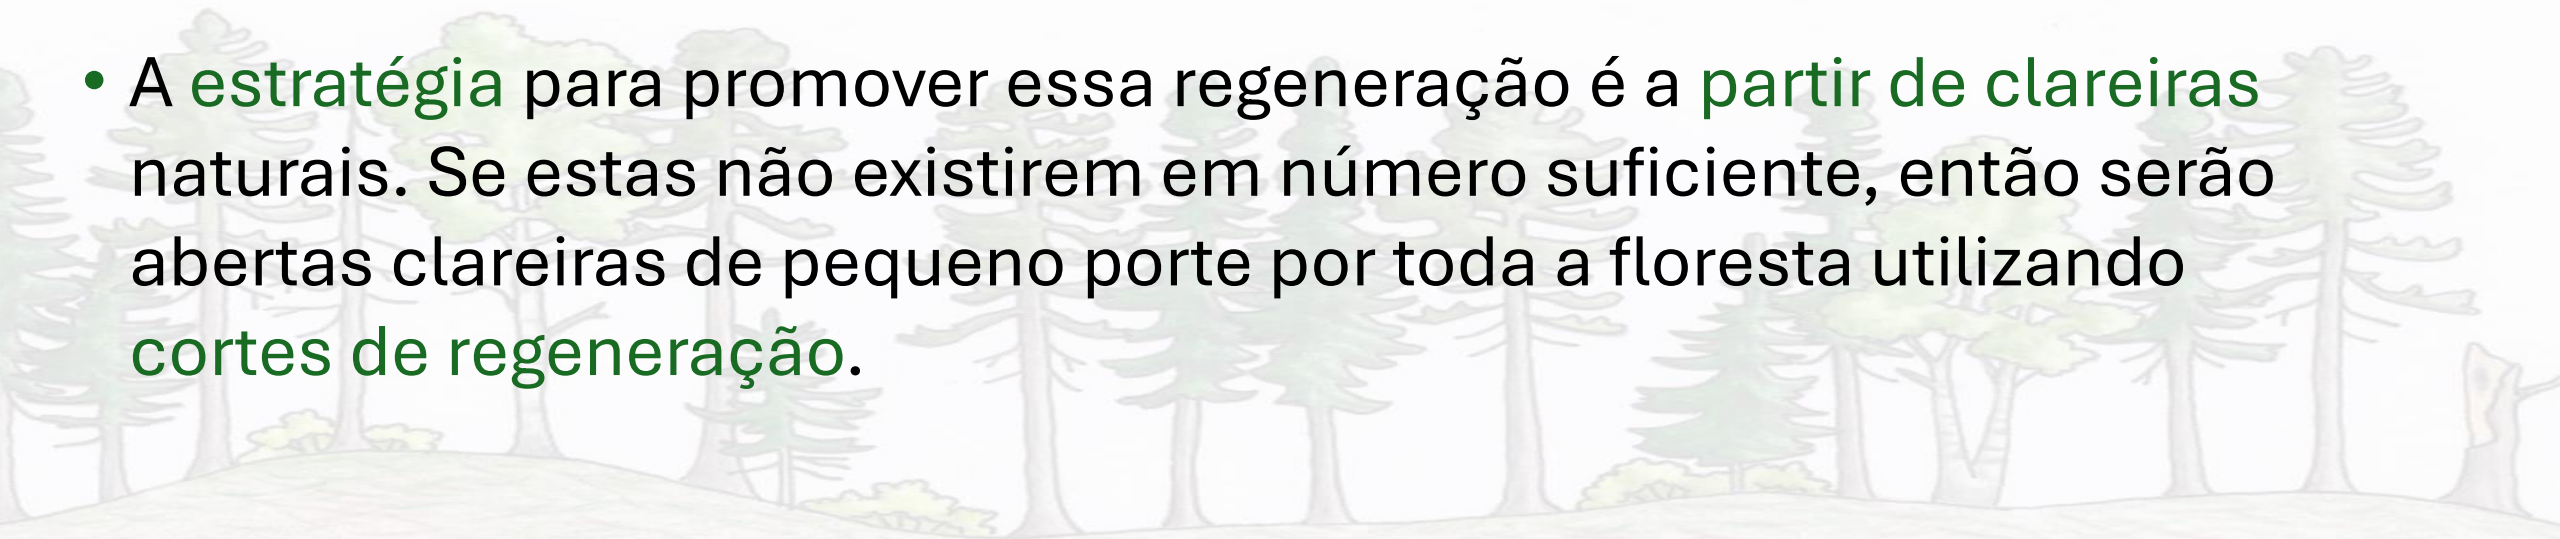 • A estratégia para promover essa regeneração é a partir de clareiras
naturais. Se estas não existirem em número suficiente, então serão
abertas clareiras de pequeno porte por toda a floresta utilizando
cortes de regeneração.